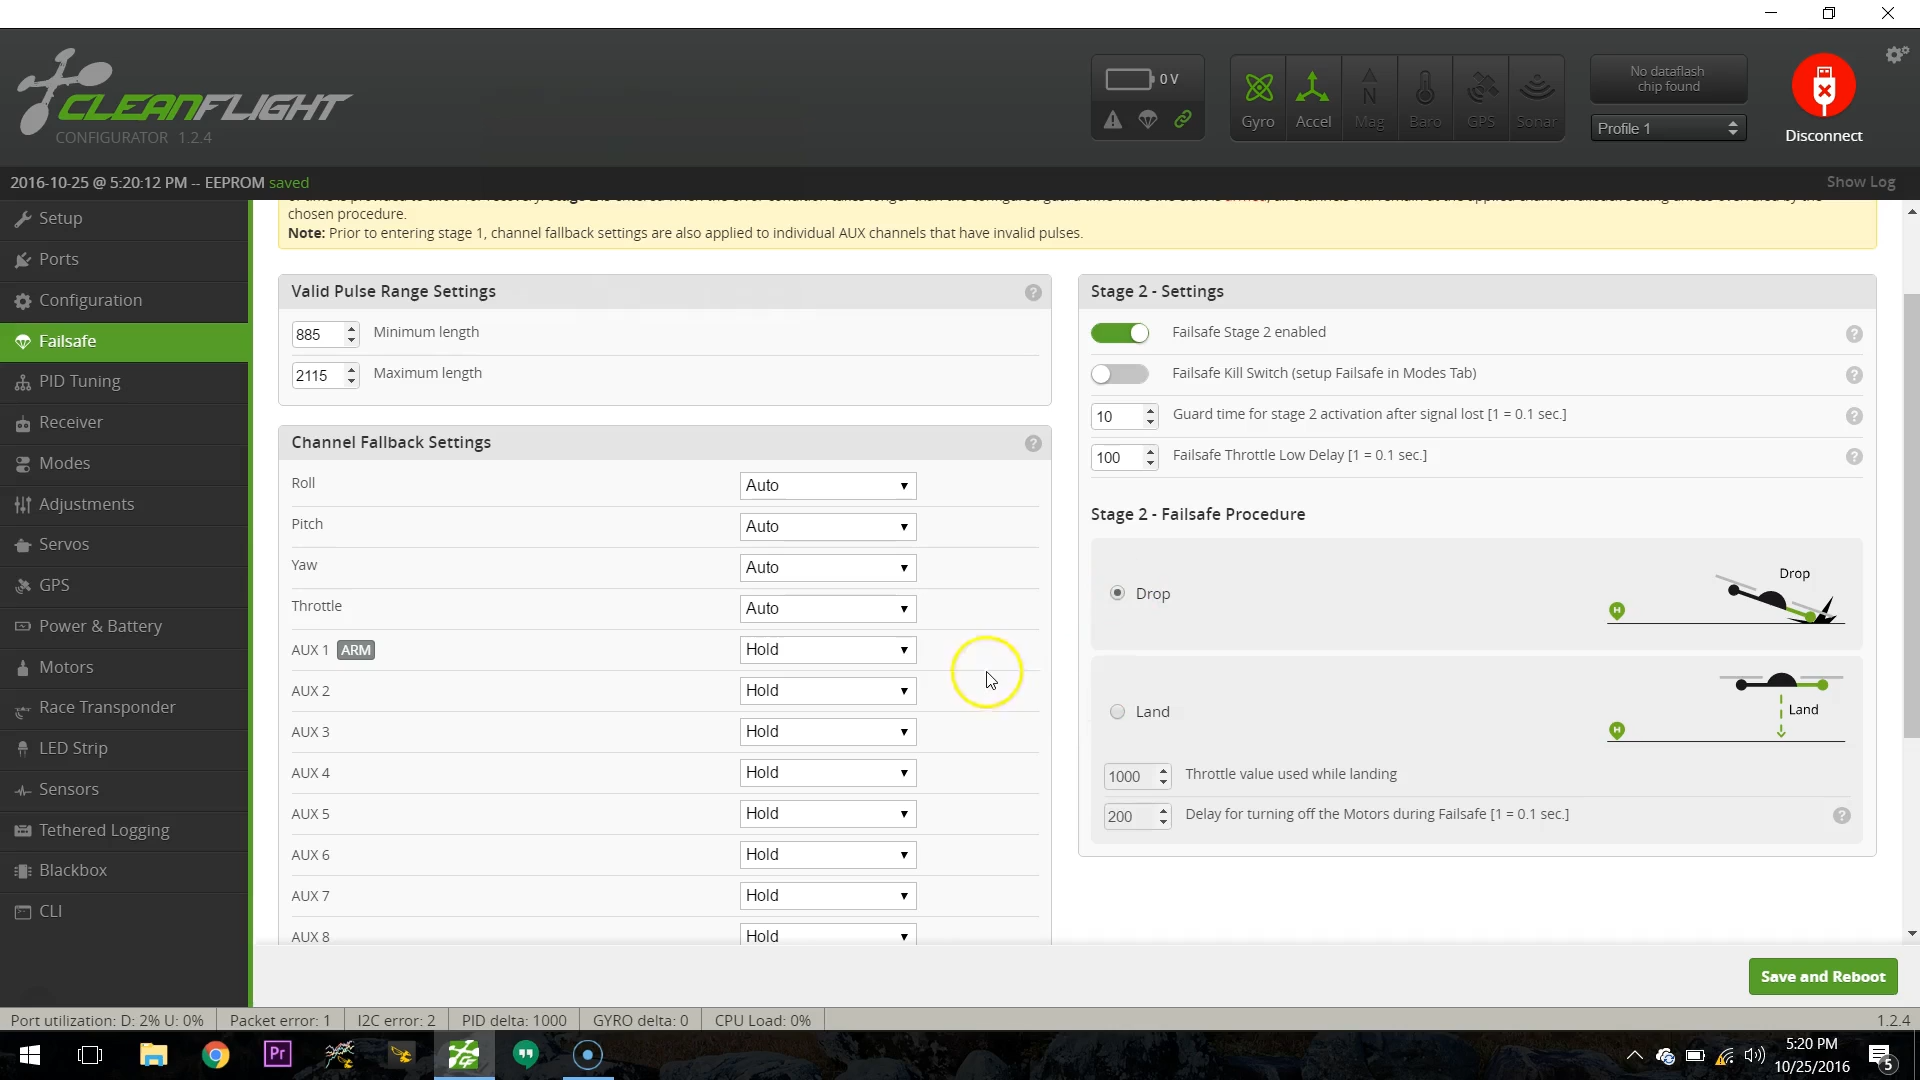 CLEANFLIGHT
CONFIGURATOR 1.2.4
0 V
Gyro
Accel
Mag
Baro
GPS
Sonar
No dataflash
chip found
Profile 1
Disconnect
2016-10-25 @ 5:20:12 PM -- EEPROM saved
Show Log
Setup
Ports
Configuration
Failsafe
PID Tuning
Receiver
Modes
Adjustments
Servos
GPS
Power & Battery
Motors
Race Transponder
LED Strip
Sensors
Tethered Logging
Blackbox
CLI
chosen procedure.
Note: Prior to entering stage 1, channel fallback settings are also applied to individual AUX channels that have invalid pulses.
Valid Pulse Range Settings
885 Minimum length
2115 Maximum length
Channel Fallback Settings
Roll Auto
Pitch Auto
Yaw Auto
Throttle Auto
AUX 1 ARM Hold
AUX 2 Hold
AUX 3 Hold
AUX 4 Hold
AUX 5 Hold
AUX 6 Hold
AUX 7 Hold
AUX 8 Hold
Stage 2 - Settings
Failsafe Stage 2 enabled
Failsafe Kill Switch (setup Failsafe in Modes Tab)
10 Guard time for stage 2 activation after signal lost [1 = 0.1 sec.]
100 Failsafe Throttle Low Delay [1 = 0.1 sec.]
Stage 2 - Failsafe Procedure
Drop
Drop
H
Land
Land
H
1000 Throttle value used while landing
200 Delay for turning off the Motors during Failsafe [1 = 0.1 sec.]
Save and Reboot
Port utilization: D: 2% U: 0% Packet error: 1 I2C error: 2 PID delta: 1000 GYRO delta: 0 CPU Load: 0% 1.2.4
Pr
5:20 PM
10/25/2016
5